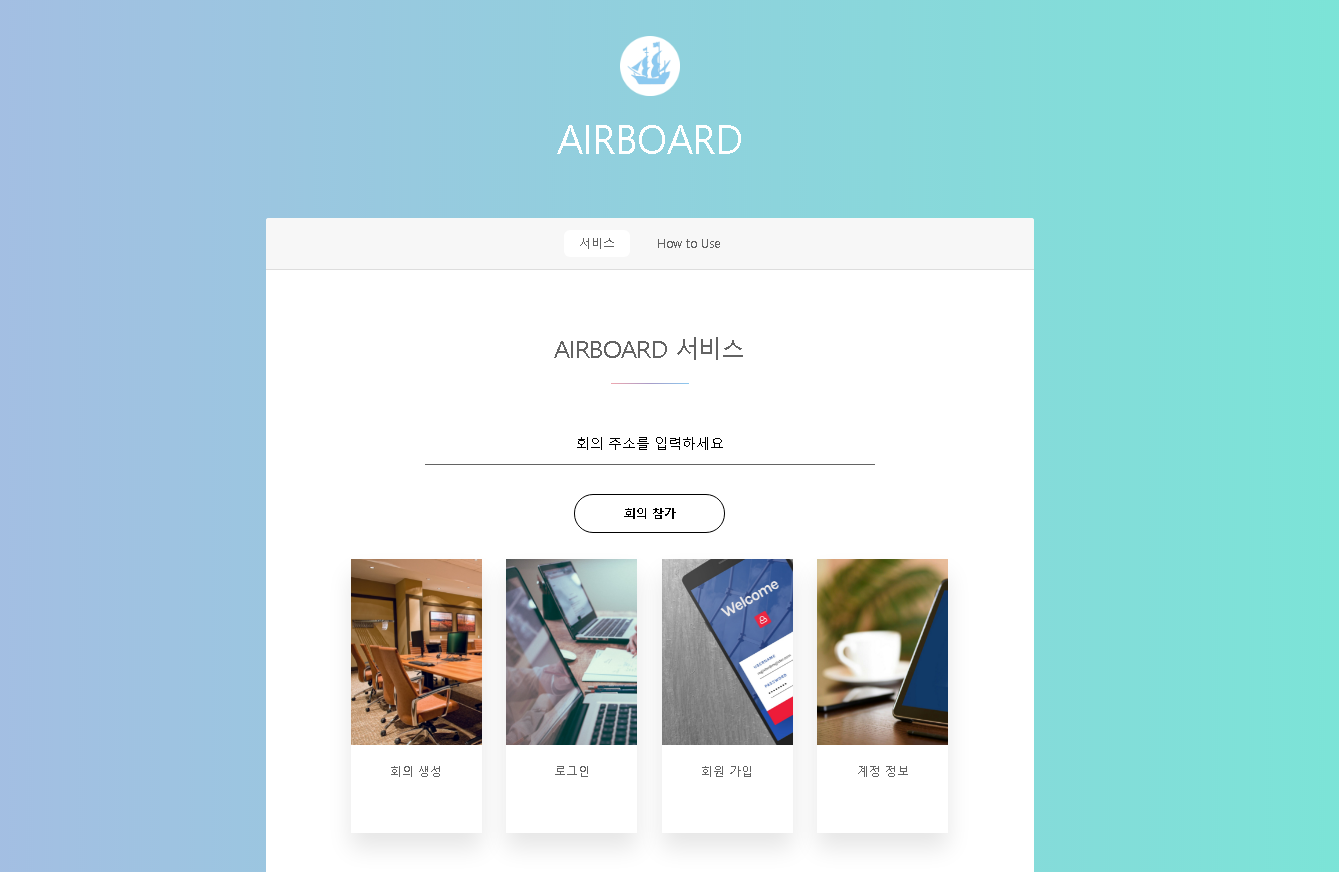 AIRBOARD
서비스 How to Use
AIRBOARD 서비스
회의 주소를 입력하세요
회의 참가
Welcome
USERNAME
PASSWORD
회의 생성 로그인 회원 가입 계정 정보